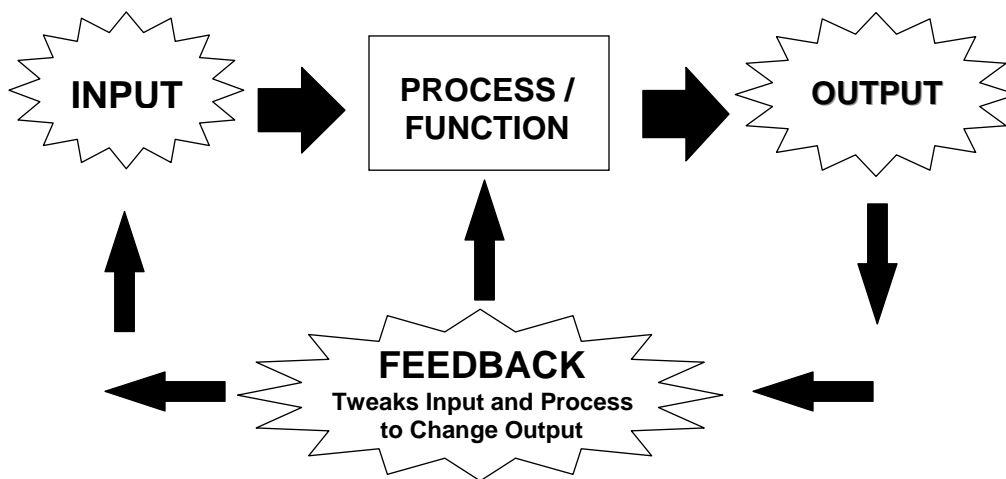 INPUT
PROCESS /
FUNCTION
OUTPUT
FEEDBACK
Tweaks Input and Process
to Change Output